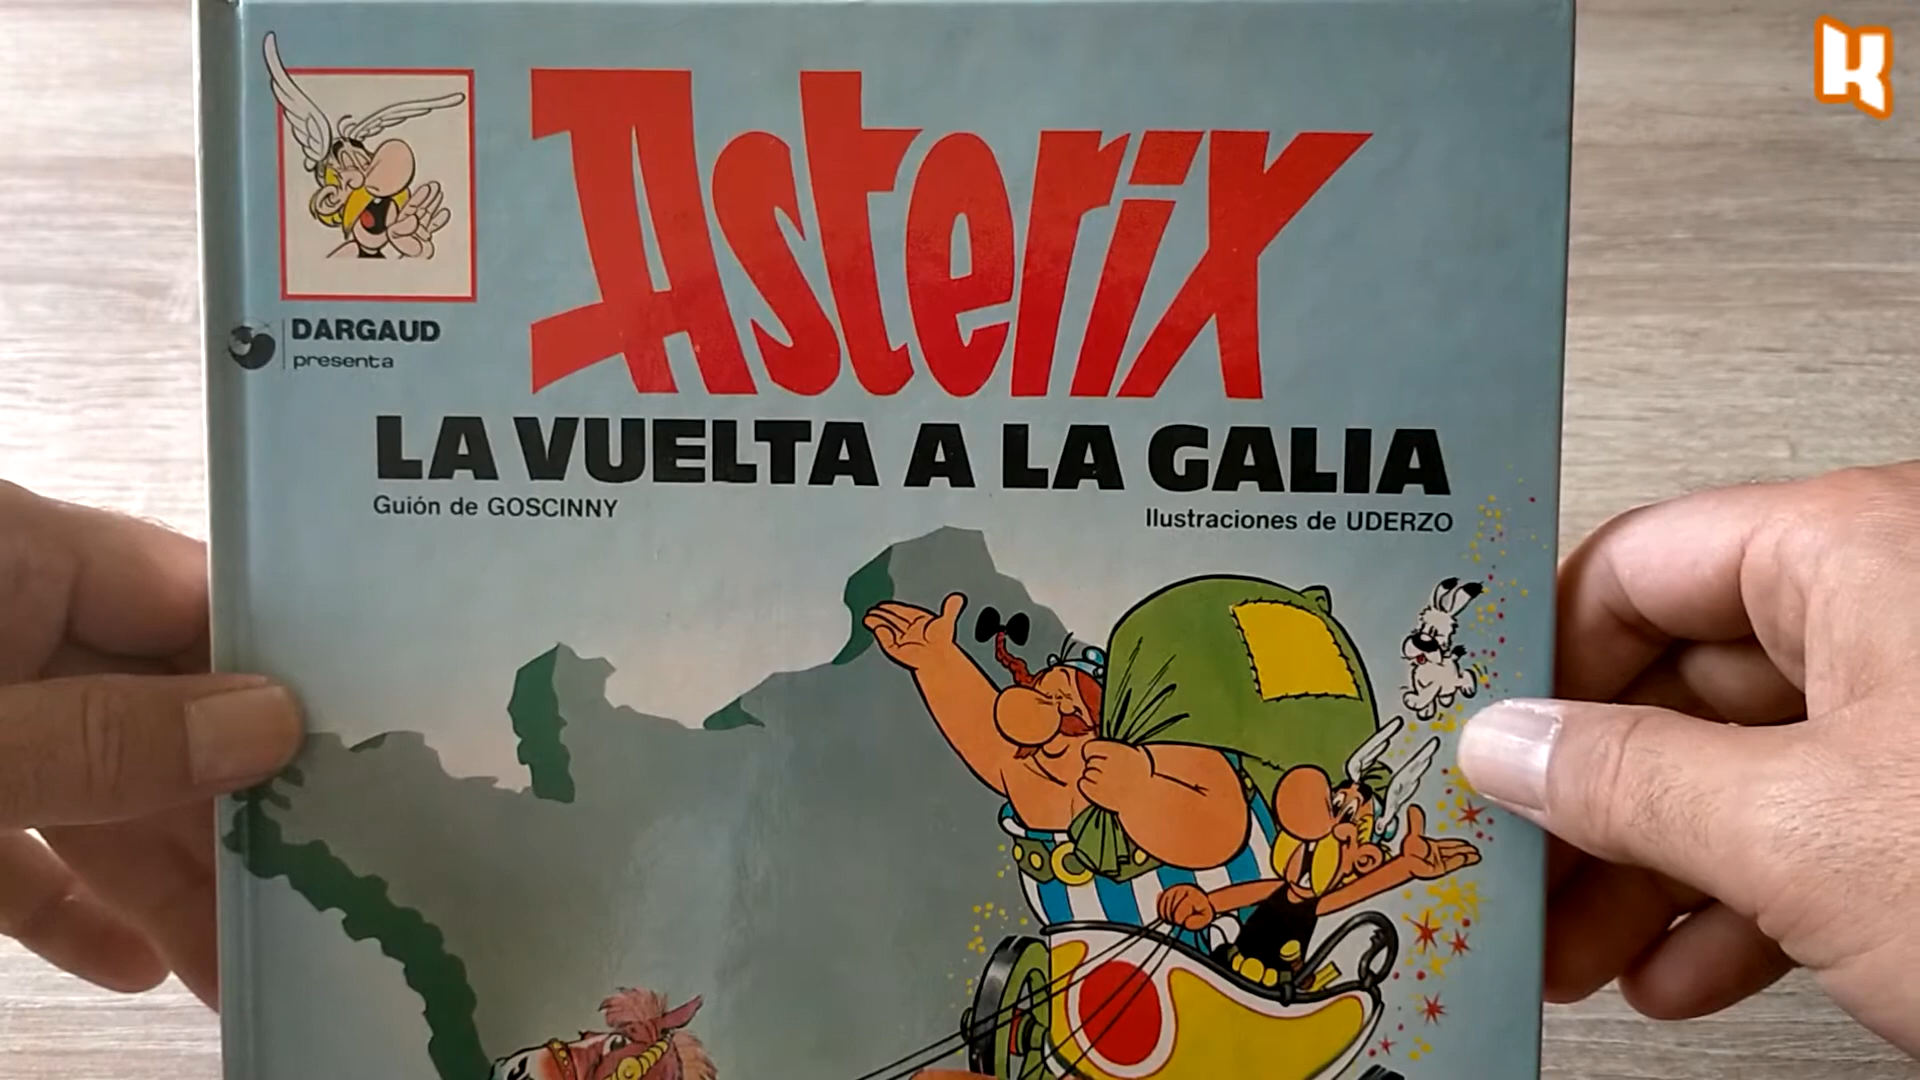 Asterix
DARGAUD
presenta
LA VUELTA A LA GALIA
Guión de GOSCINNY
Ilustraciones de UDERZO
K